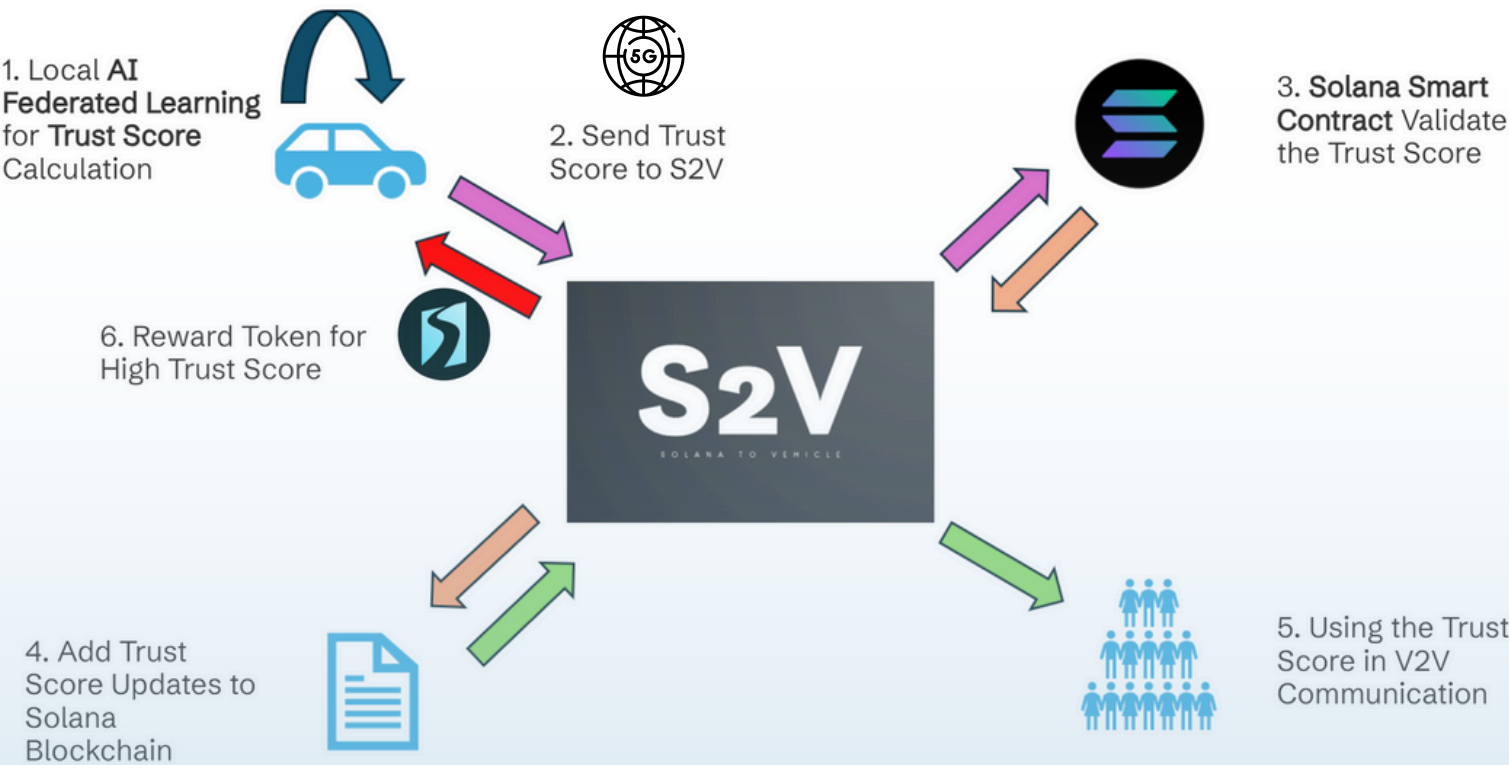 1. Local AI
Federated Learning
for Trust Score
Calculation
5G
2. Send Trust
Score to S2V
3. Solana Smart
Contract Validate
the Trust Score
6. Reward Token for
High Trust Score
S2V
SOLANA TO VEHICLE
4. Add Trust
Score Updates to
Solana
Blockchain
5. Using the Trust
Score in V2V
Communication